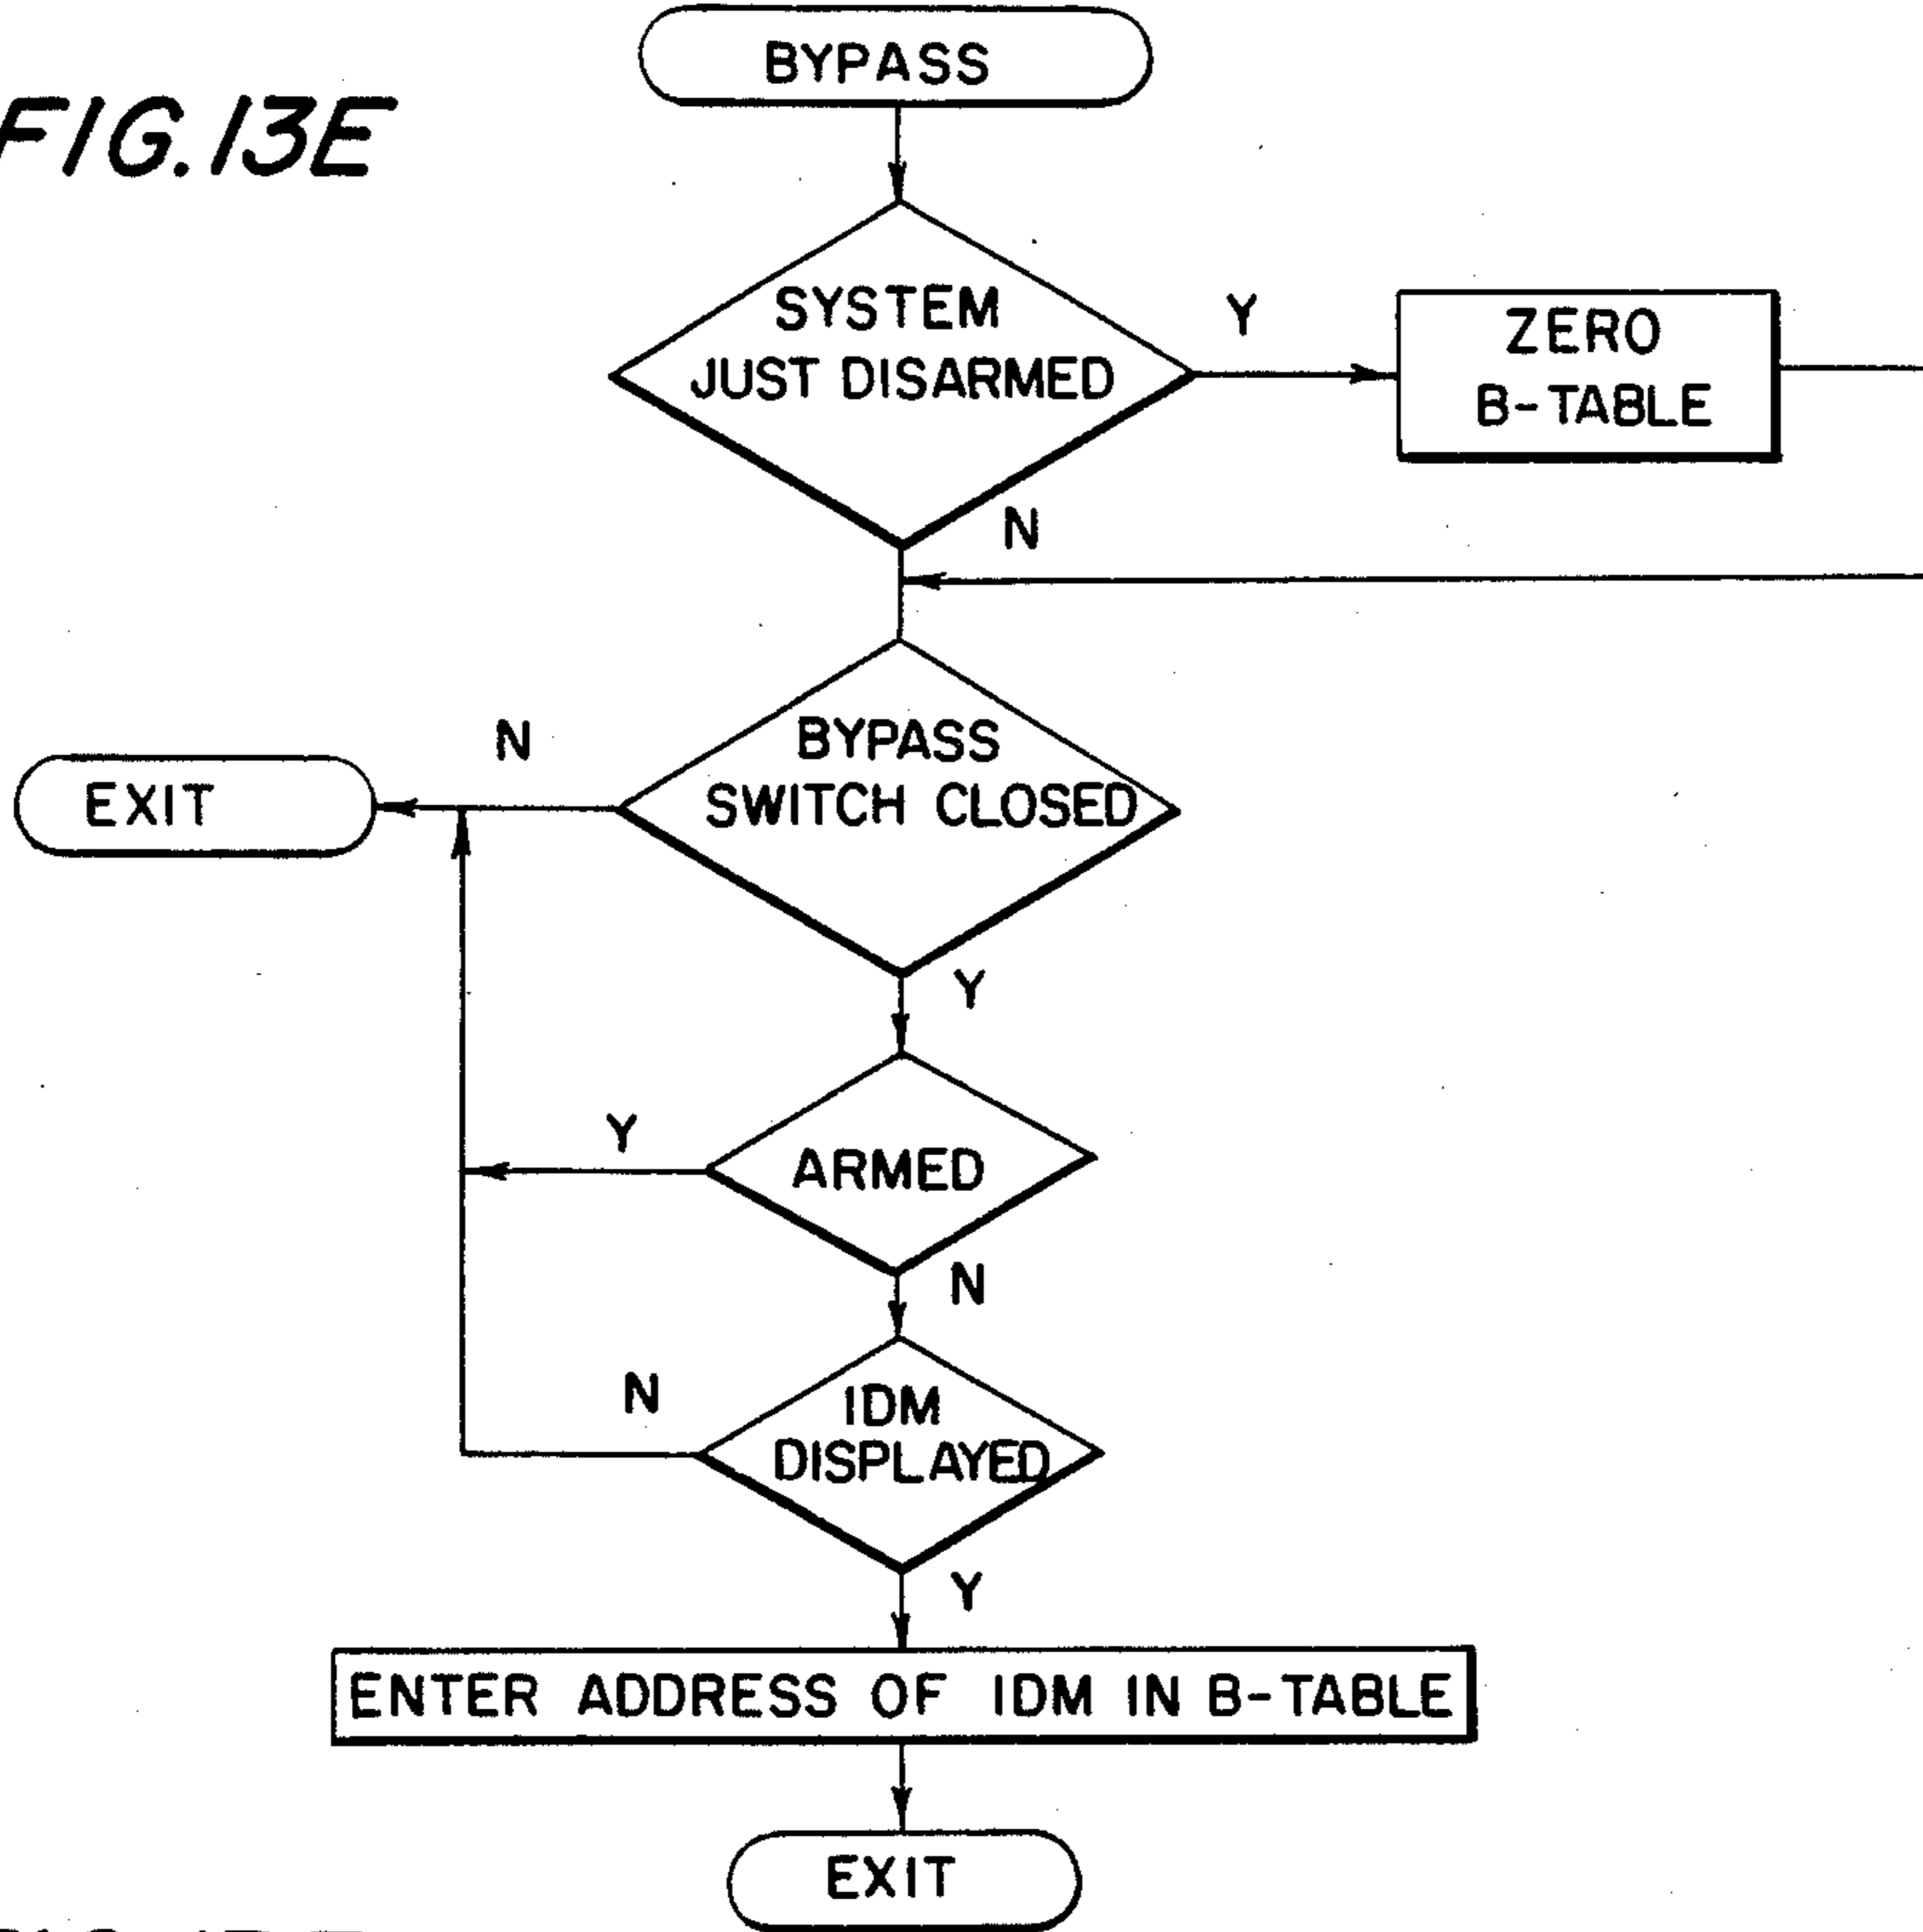 BYPASS
FIG.13E
SYSTEM
JUST DISARMED
Y
ZERO
B-TABLE
N
BYPASS
SWITCH CLOSED
N
EXIT
Y
ARMED
Y
N
IDM
DISPLAYED
N
Y
ENTER ADDRESS OF IDM IN B-TABLE
EXIT